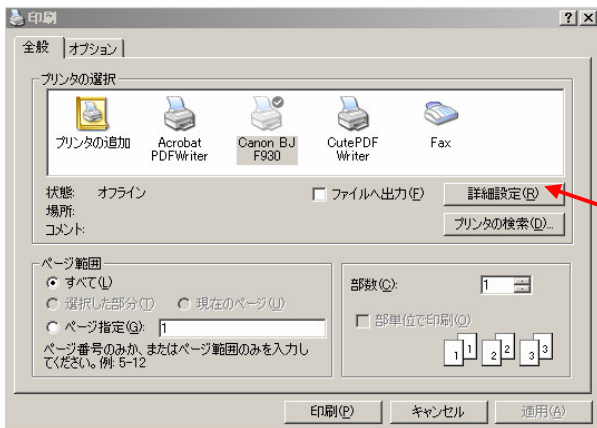 印刷
全般 オプション
プリンタの選択
プリンタの追加 Acrobat PDFWriter Canon BJ F930 CutePDF Writer Fax
状態: オフライン
ファイルへ出力(F) 詳細設定(R)
場所:
コメント:
プリンタの検索(D)...
ページ範囲
すべて(L)
選択した部分(T) 現在のページ(U)
ページ指定(G): 1
ページ番号のみか、またはページ範囲のみを入力し
てください。例: 5-12
部数(C): 1
部単位で印刷(O)
1 1 2 2 3 3
印刷(P) キャンセル 適用(A)